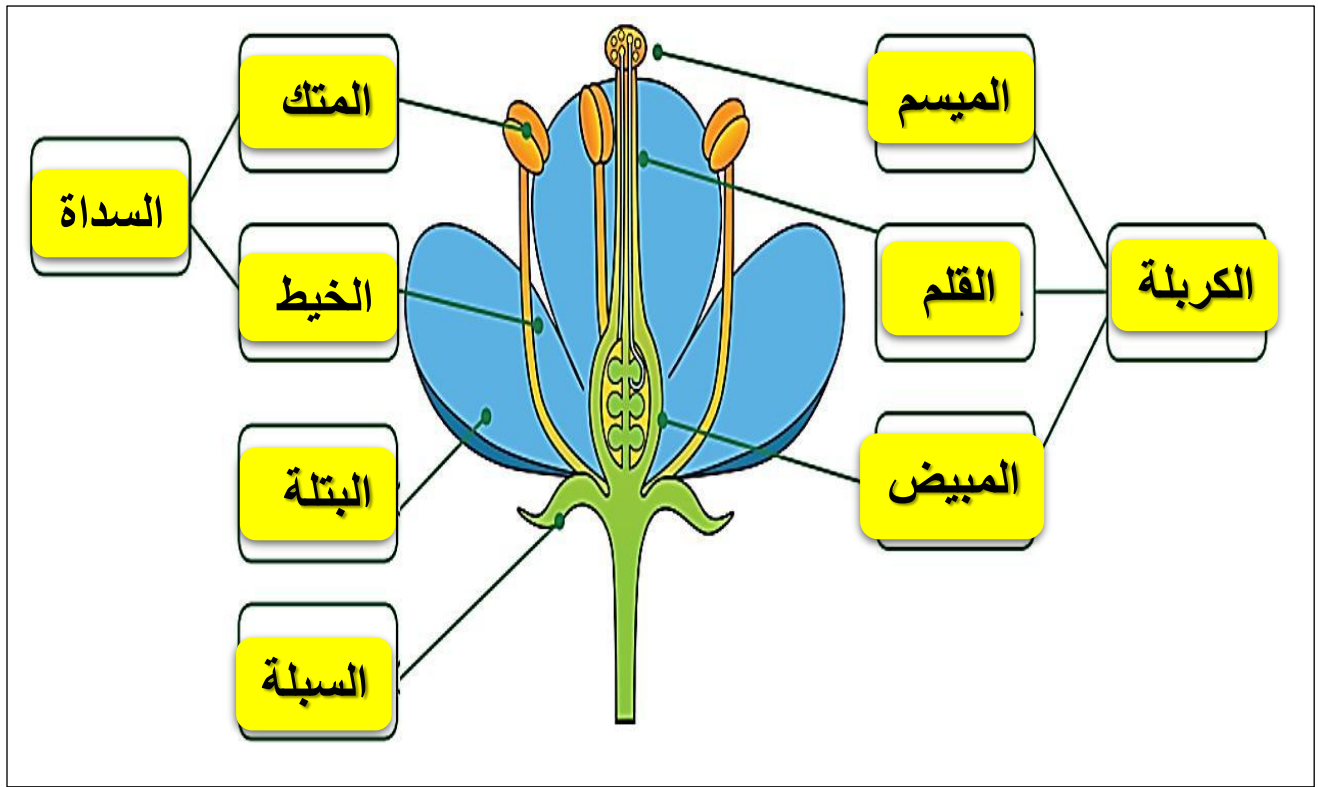 المتك
الميسم
السداة
الخيط
القلم
الكربلة
البتلة
المبيض
السبلة